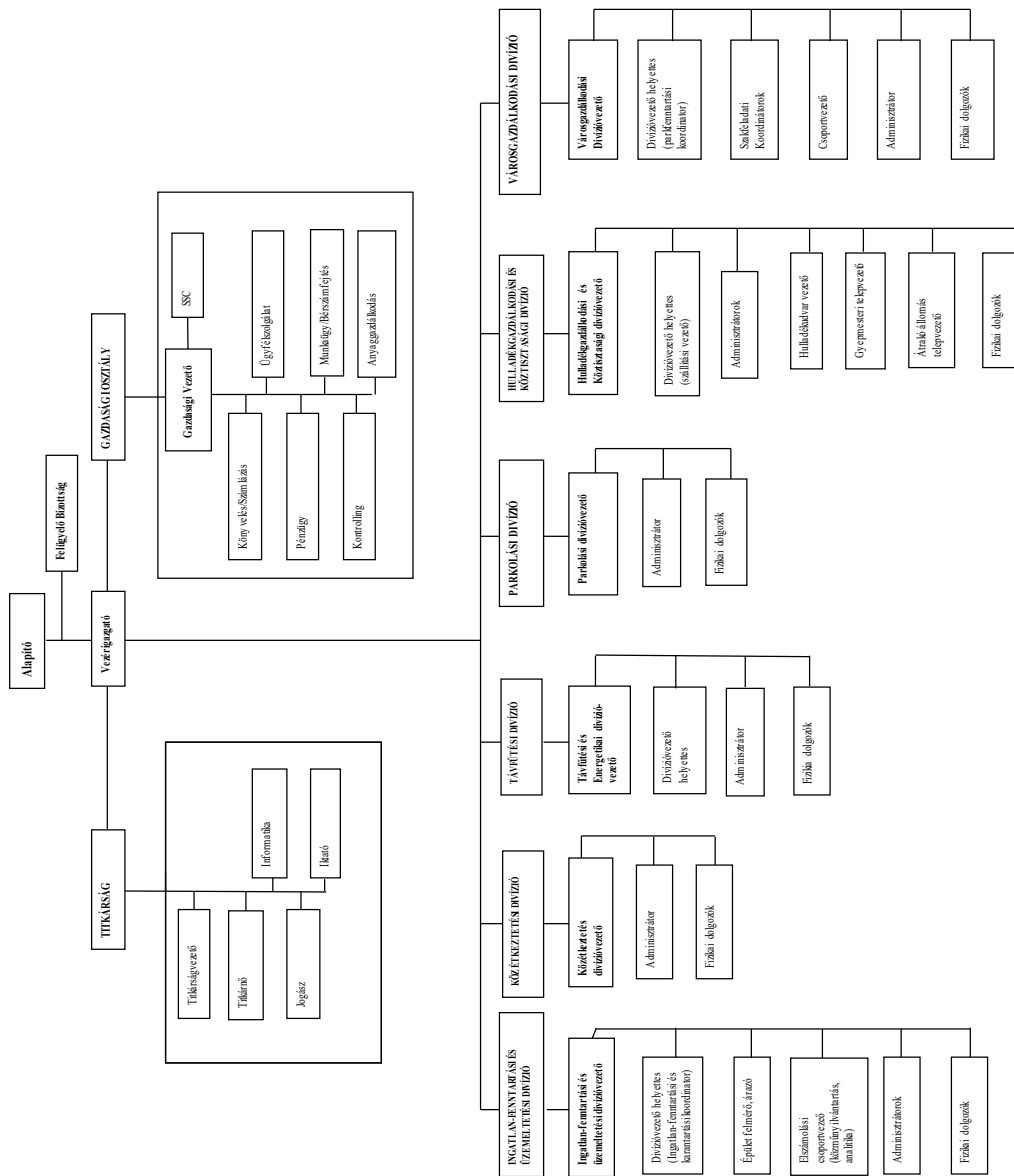 Alapító
Felügyelő Bizottság
Vezérigazgató
TITKÁRSÁG
Titkárságvezető
Titkárnő
Jogász
Informatika
Iktató
GAZDASÁGI OSZTÁLY
Gazdasági Vezető
SSC
Könyvelés/Számlázás
Pénzügy
Kontrolling
Ügyfélszolgálat
Munkaügy/Bérszámfejtés
Anyaggazdálkodás
INGATLAN-FENNTARTÁSI ÉS
ÜZEMELTETÉSI DIVÍZIÓ
Ingatlan-fenntartási és
üzemeltetési divízióvezető
Divízióvezető helyettes
(Ingatlan-fenntartási és
karantartási koordinátor)
Épület felmérő, árazó
Elszámolási
csoportvezeő
(közműnyilvántartás,
analitika)
Adminisztrátorok
Fizikai dolgozók
KÖZÉTKEZTETÉSI DIVÍZIÓ
Közétkeztetés
divízióvezető
Adminisztrátor
Fizikai dolgozók
TÁVFŰTÉSI DIVÍZIÓ
Távfűtési és
Energetikai divízió-
vezető
Divízióvezető
helyettes
Adminisztrátor
Fizikia dolgozók
PARKOLÁSI DIVÍZIÓ
Parkolási divízióvezető
Adminisztrátor
Fizikai dolgozók
HULLADÉKGAZDÁLKODÁSI ÉS
KÖZTISZTASÁGI DIVÍZIÓ
Hulladékgazdálkodási és
Köztisztasági divízióvezető
Divízióvezető helyettes
(szállítási vezető)
Adminisztrátorok
Hulladékudvar vezető
Gyepmesteri telepvezető
Átrakó állomás
telepvezető
Fizikai dolgozók
VÁROSGAZDÁLKODÁSI DIVÍZIÓ
Városgazdálkodási
Divízióvezető
Divízióvezető helyettes
(parkfenntartási
koordinátor)
Szakfeladati
Koordinátorok
Csoportvezető
Adminisztrátor
Fizikai dolgozók